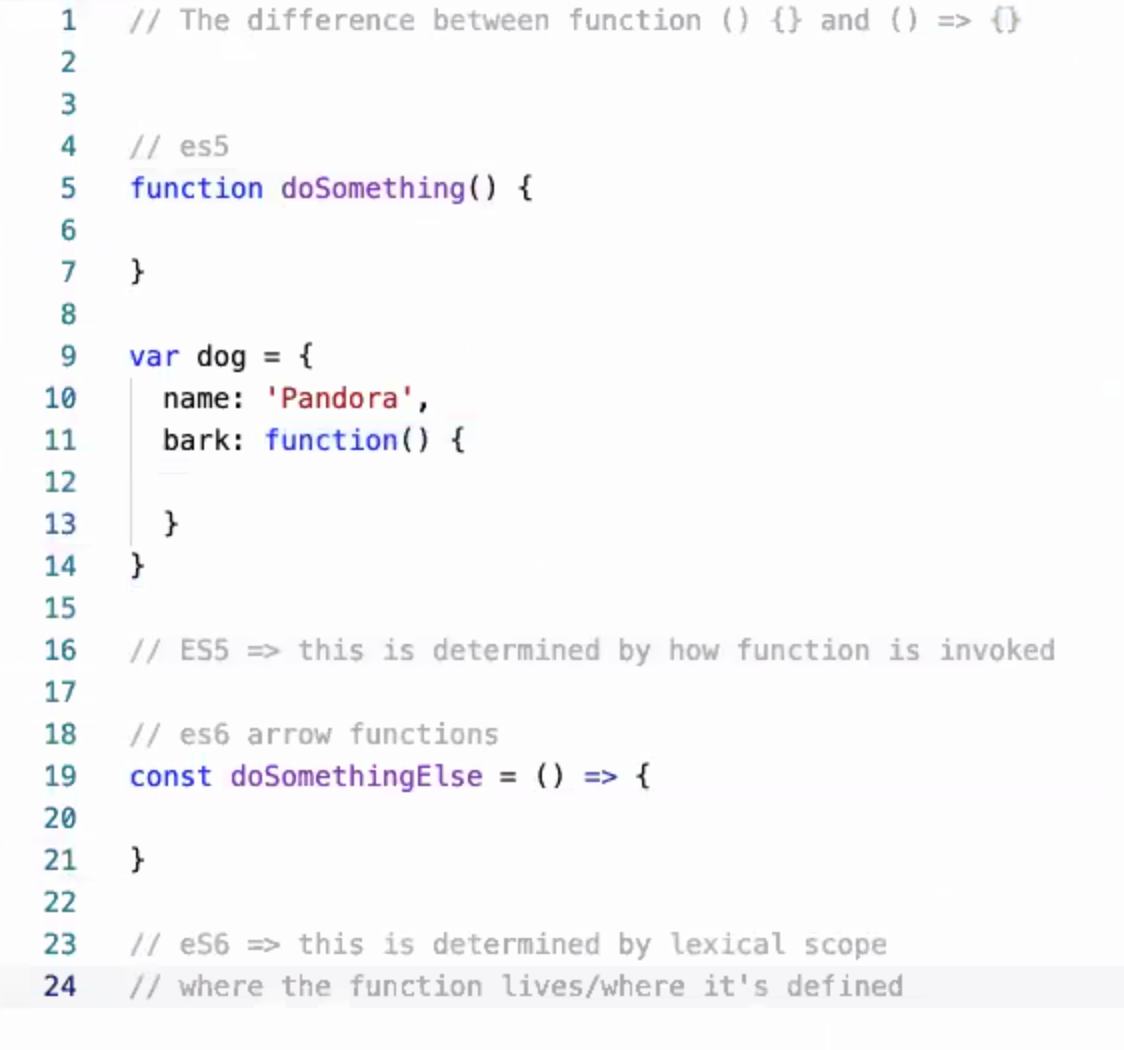 1 // The difference between function () {} and () => {}
2
3
4 // es5
5 function doSomething() {
6
7 }
8
9 var dog = {
10 name: 'Pandora',
11 bark: function() {
12
13 }
14 }
15
16 // ES5 => this is determined by how function is invoked
17
18 // es6 arrow functions
19 const doSomethingElse = () => {
20
21 }
22
23 // eS6 => this is determined by lexical scope
24 // where the function lives/where it's defined